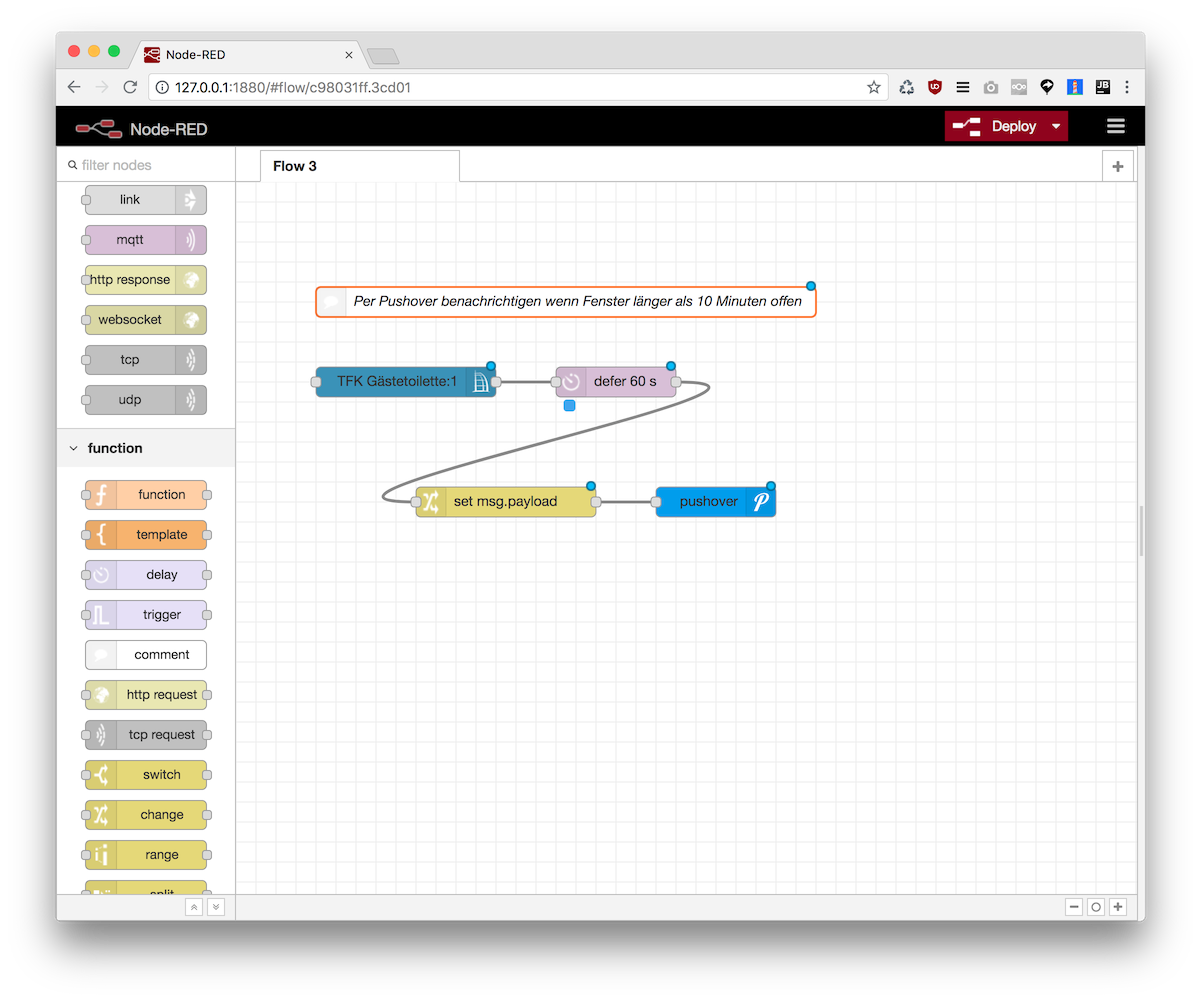 Node-RED
127.0.0.1:1880/#flow/c98031ff.3cd01
Node-RED
Deploy
filter nodes
Flow 3
link
mqtt
http response
websocket
tcp
udp
function
function
template
delay
trigger
comment
http request
tcp request
switch
change
range
split
Per Pushover benachrichtigen wenn Fenster länger als 10 Minuten offen
TFK Gästetoilette:1
defer 60 s
set msg.payload
pushover